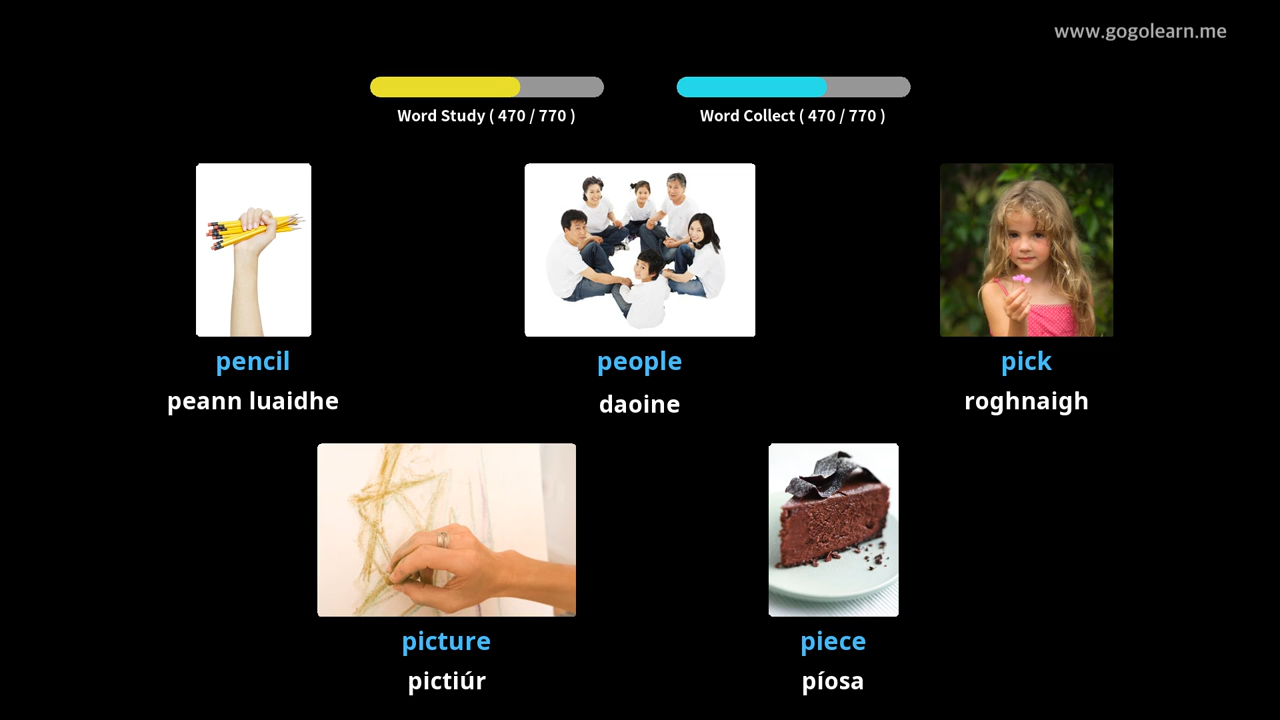 www.gogolearn.me
Word Study ( 470 / 770 )
Word Collect ( 470 / 770 )
pencil
peann luaidhe
people
daoine
pick
roghnaigh
picture
pictiúr
piece
píosa